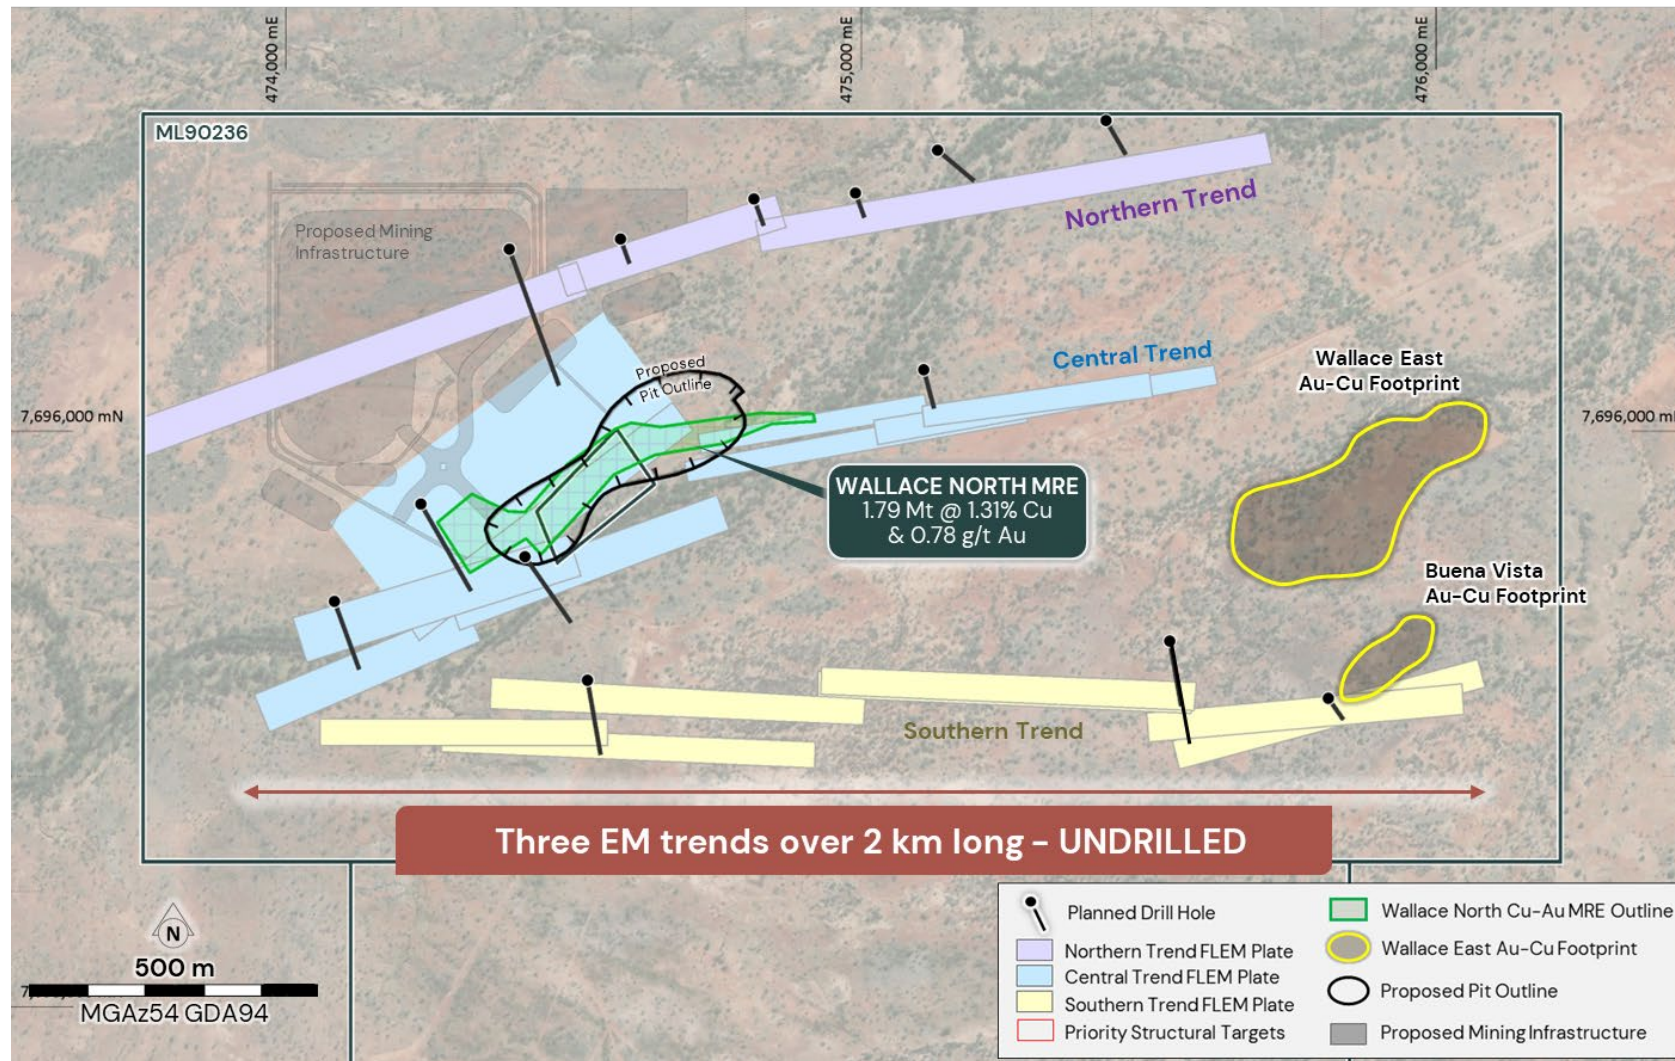 474,000 mE
475,000 mE
476,000 mE
ML90236
Proposed Mining
Infrastructure
Northern Trend
Central Trend
Proposed
Pit Outline
Wallace East
Au-Cu Footprint
7,696,000 mN
7,696,000 m
WALLACE NORTH MRE
1.79 Mt @ 1.31% Cu
& 0.78 g/t Au
Buena Vista
Au-Cu Footprint
Southern Trend
Three EM trends over 2 km long - UNDRILLED
N
500 m
MGAz54 GDA94
Planned Drill Hole
Northern Trend FLEM Plate
Central Trend FLEM Plate
Southern Trend FLEM Plate
Priority Structural Targets
Wallace North Cu-Au MRE Outline
Wallace East Au-Cu Footprint
Proposed Pit Outline
Proposed Mining Infrastructure